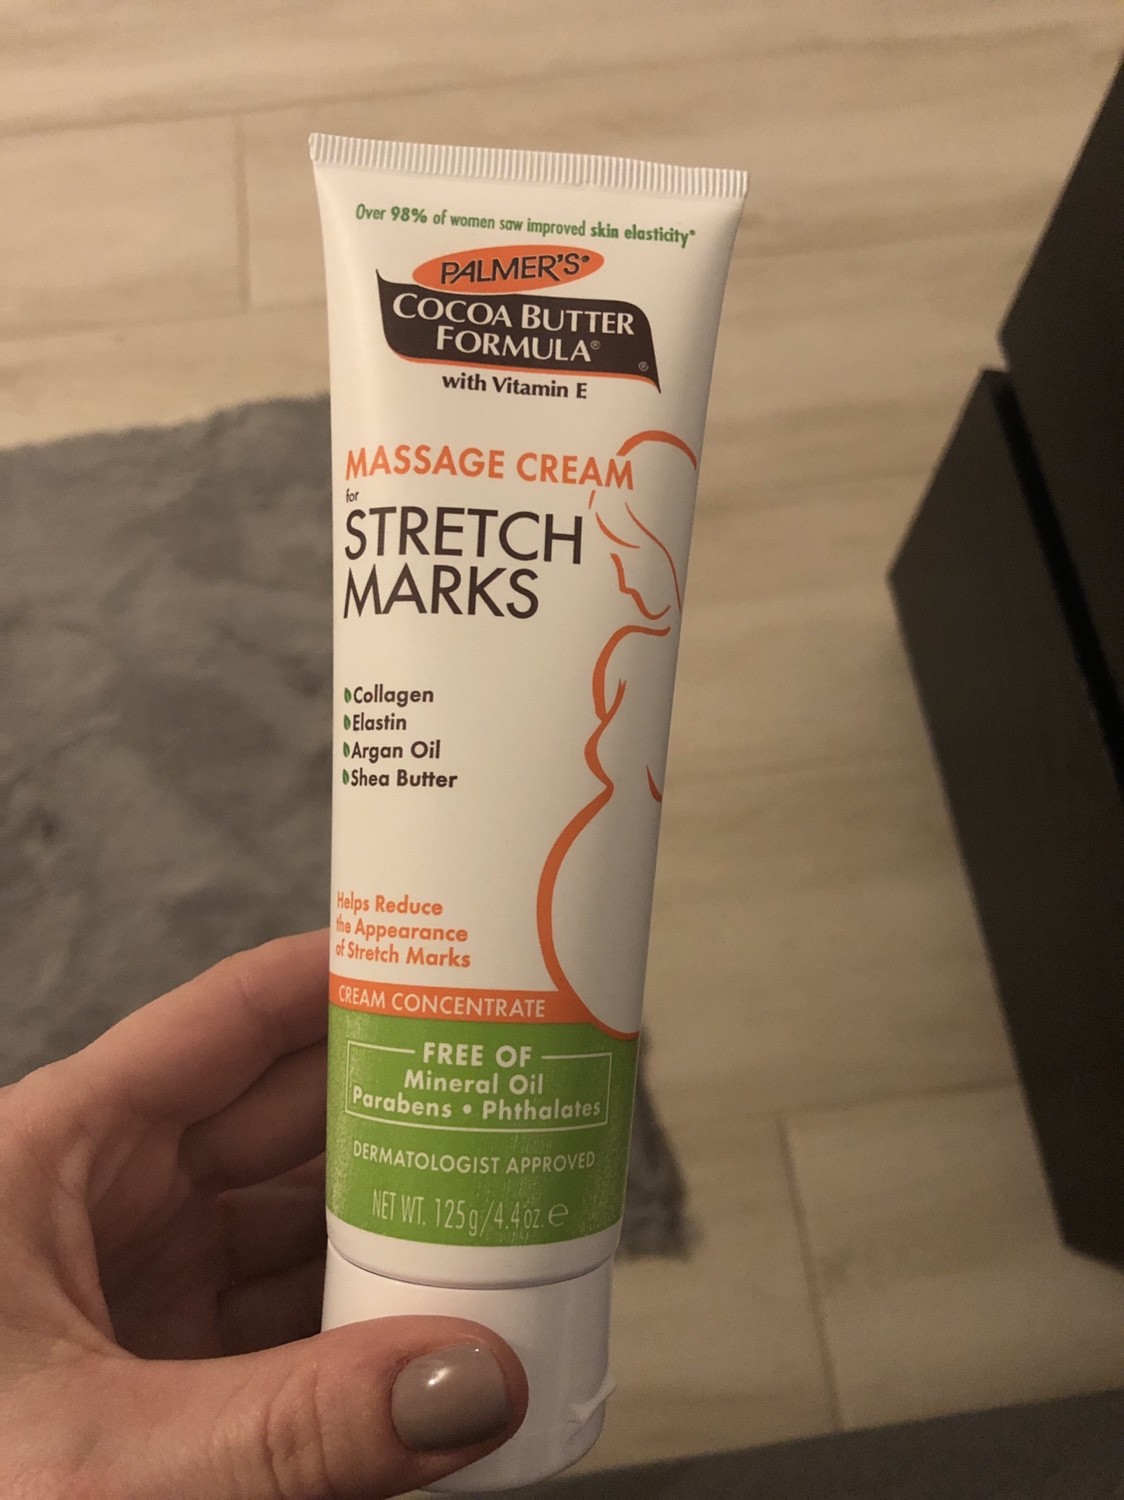 Over 98% of women saw improved skin elasticity*
PALMER'S®
COCOA BUTTER
FORMULA®
®
with Vitamin E
MASSAGE CREAM
for
STRETCH
MARKS
Collagen
Elastin
Argan Oil
Shea Butter
Helps Reduce
the Appearance
of Stretch Marks
CREAM CONCENTRATE
FREE OF
Mineral Oil
Parabens • Phthalates
DERMATOLOGIST APPROVED
NET WT. 125g/4.4oz. e